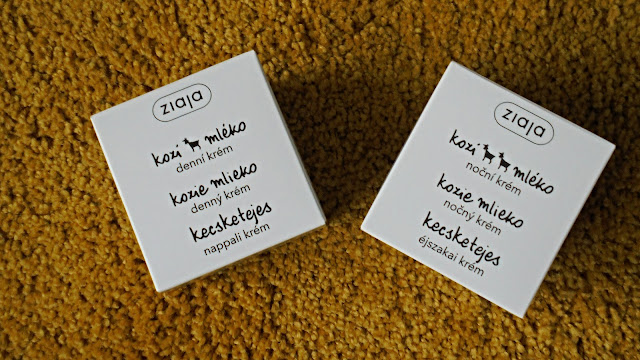 ziaja
kozí mléko
denní krém
kozie mlieko
denný krém
kecsketejes
nappali krém
ziaja
kozí mléko
noční krém
kozie mlieko
nočný krém
kecsketejes
éjszakai krém